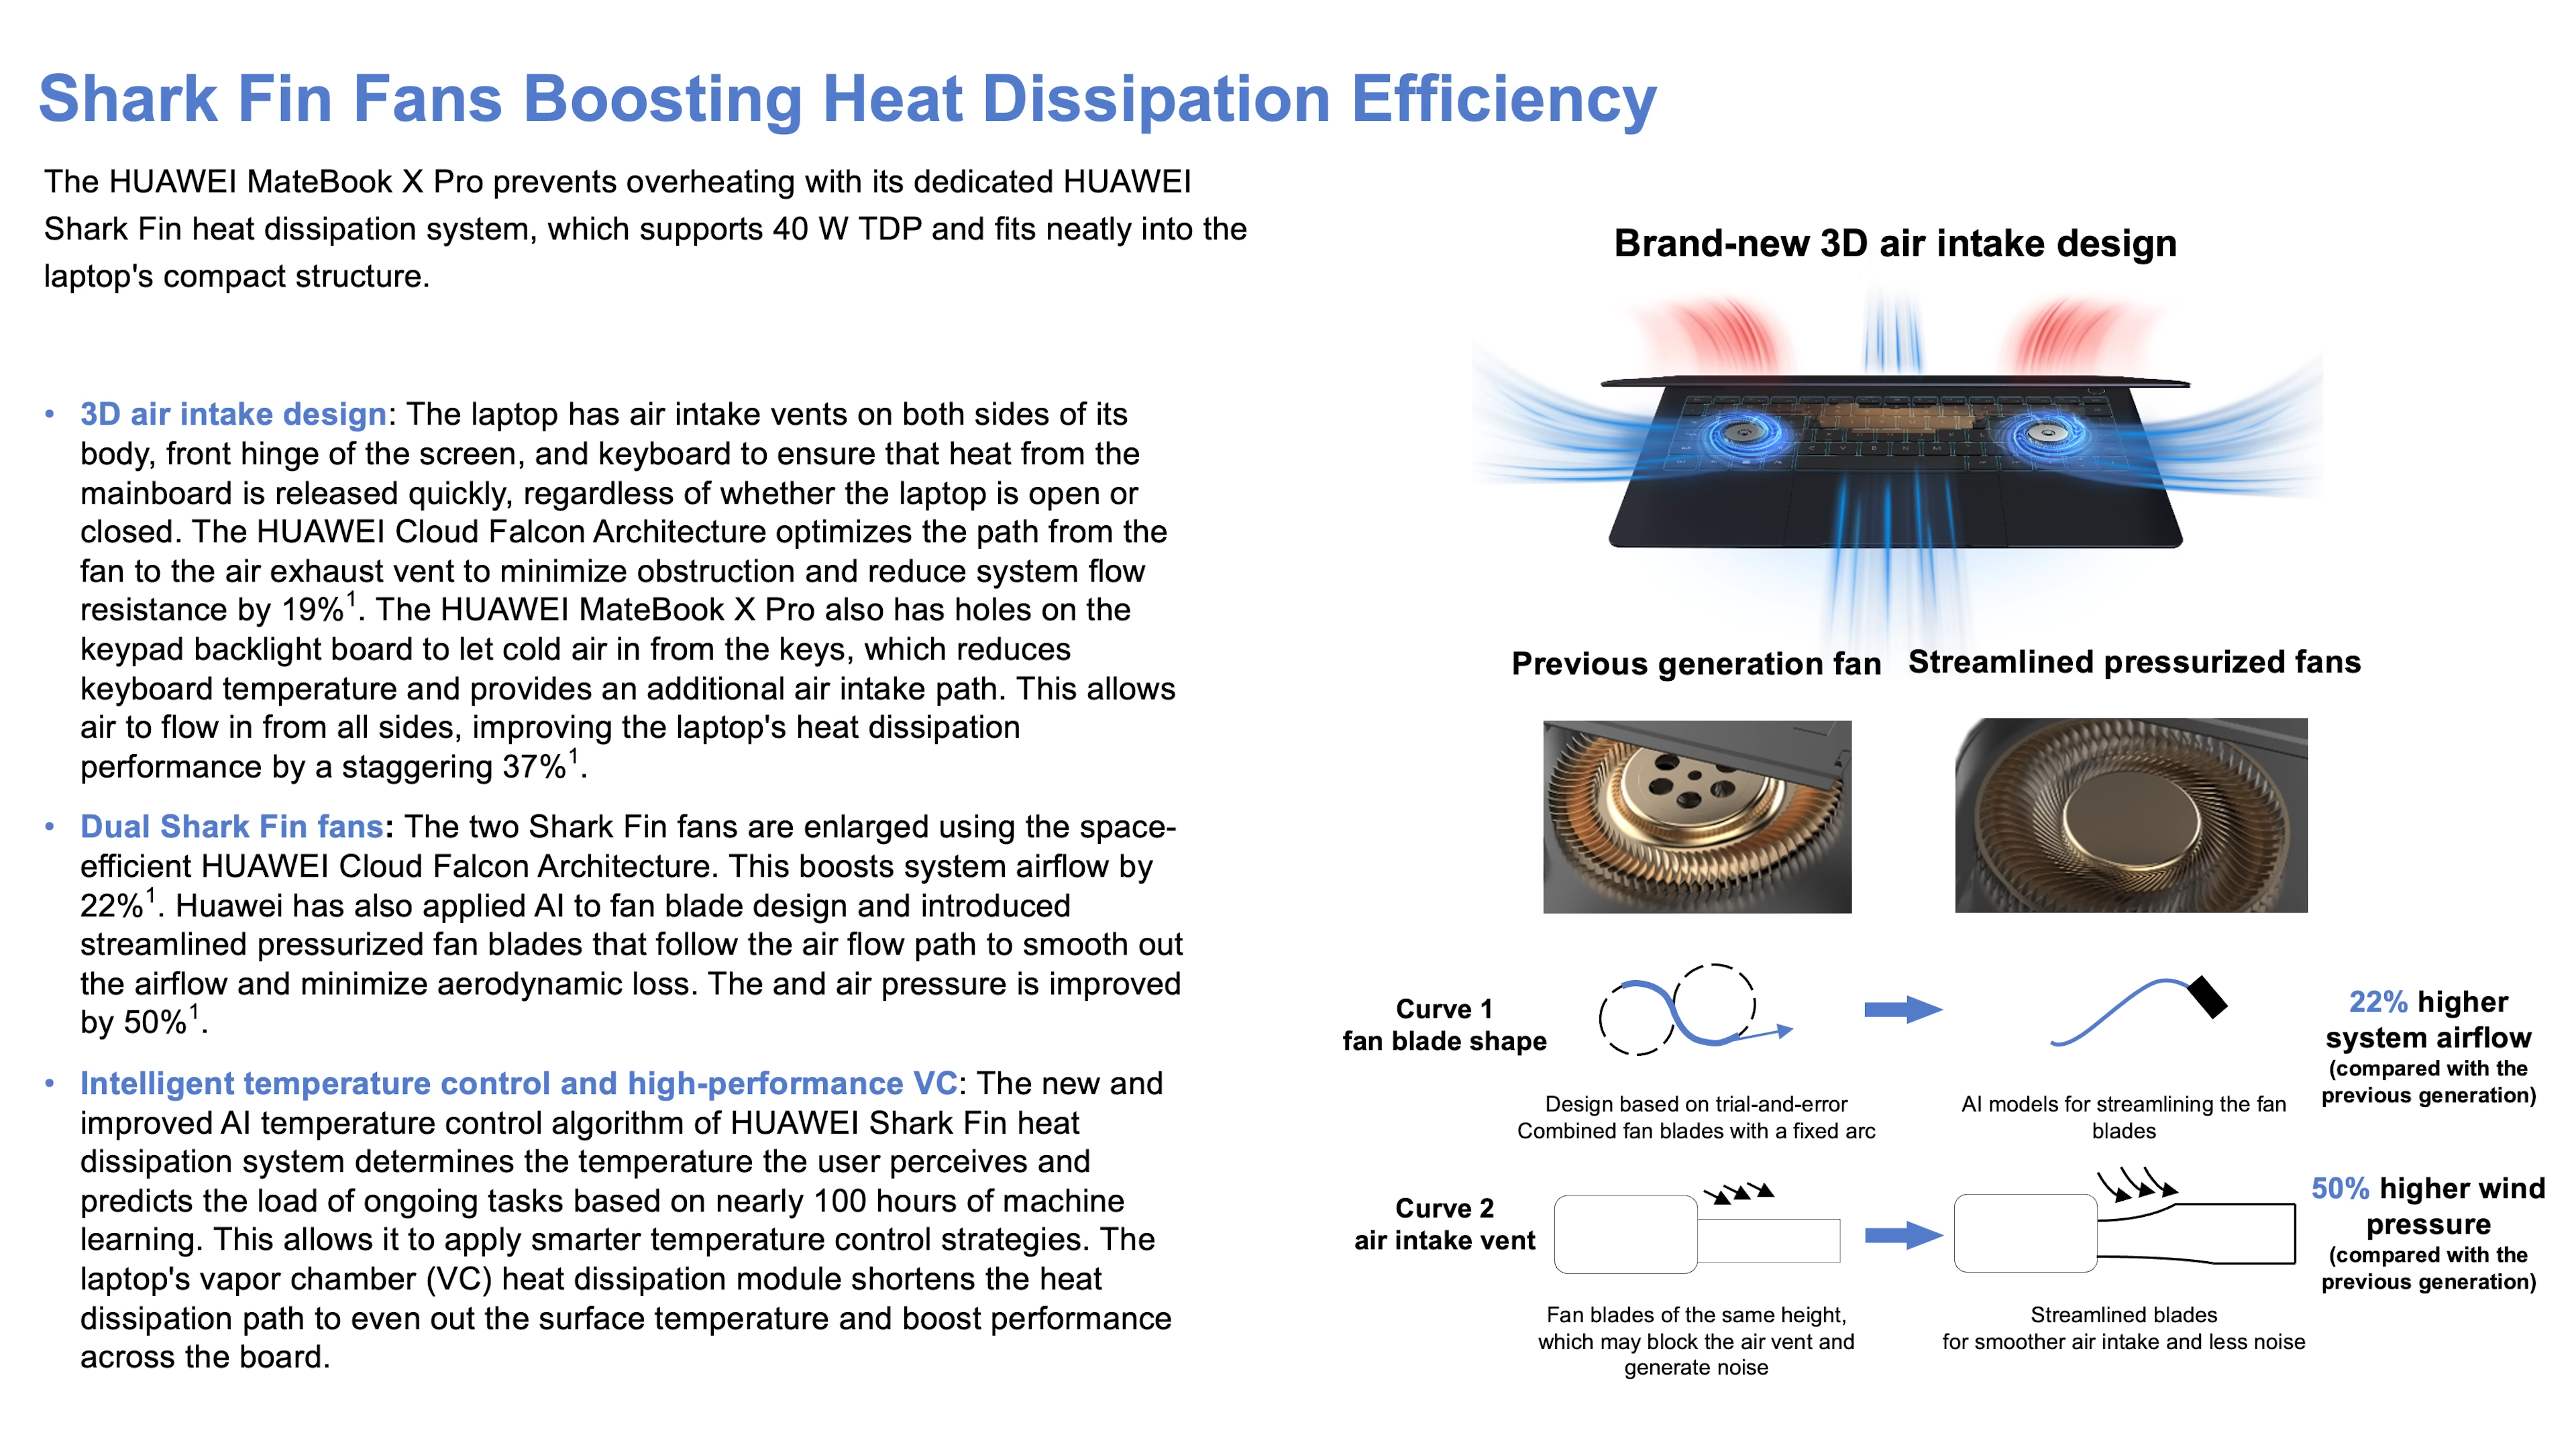 Shark Fin Fans Boosting Heat Dissipation Efficiency
The HUAWEI MateBook X Pro prevents overheating with its dedicated HUAWEI
Shark Fin heat dissipation system, which supports 40 W TDP and fits neatly into the
laptop's compact structure.
• 3D air intake design: The laptop has air intake vents on both sides of its
body, front hinge of the screen, and keyboard to ensure that heat from the
mainboard is released quickly, regardless of whether the laptop is open or
closed. The HUAWEI Cloud Falcon Architecture optimizes the path from the
fan to the air exhaust vent to minimize obstruction and reduce system flow
resistance by 19%¹. The HUAWEI MateBook X Pro also has holes on the
keypad backlight board to let cold air in from the keys, which reduces
keyboard temperature and provides an additional air intake path. This allows
air to flow in from all sides, improving the laptop's heat dissipation
performance by a staggering 37%¹.
• Dual Shark Fin fans: The two Shark Fin fans are enlarged using the space-
efficient HUAWEI Cloud Falcon Architecture. This boosts system airflow by
22%¹. Huawei has also applied AI to fan blade design and introduced
streamlined pressurized fan blades that follow the air flow path to smooth out
the airflow and minimize aerodynamic loss. The and air pressure is improved
by 50%¹.
• Intelligent temperature control and high-performance VC: The new and
improved AI temperature control algorithm of HUAWEI Shark Fin heat
dissipation system determines the temperature the user perceives and
predicts the load of ongoing tasks based on nearly 100 hours of machine
learning. This allows it to apply smarter temperature control strategies. The
laptop's vapor chamber (VC) heat dissipation module shortens the heat
dissipation path to even out the surface temperature and boost performance
across the board.
Brand-new 3D air intake design
Previous generation fan
Streamlined pressurized fans
Curve 1
fan blade shape
Design based on trial-and-error
Combined fan blades with a fixed arc
AI models for streamlining the fan
blades
22% higher
system airflow
(compared with the
previous generation)
Curve 2
air intake vent
Fan blades of the same height,
which may block the air vent and
generate noise
Streamlined blades
for smoother air intake and less noise
50% higher wind
pressure
(compared with the
previous generation)